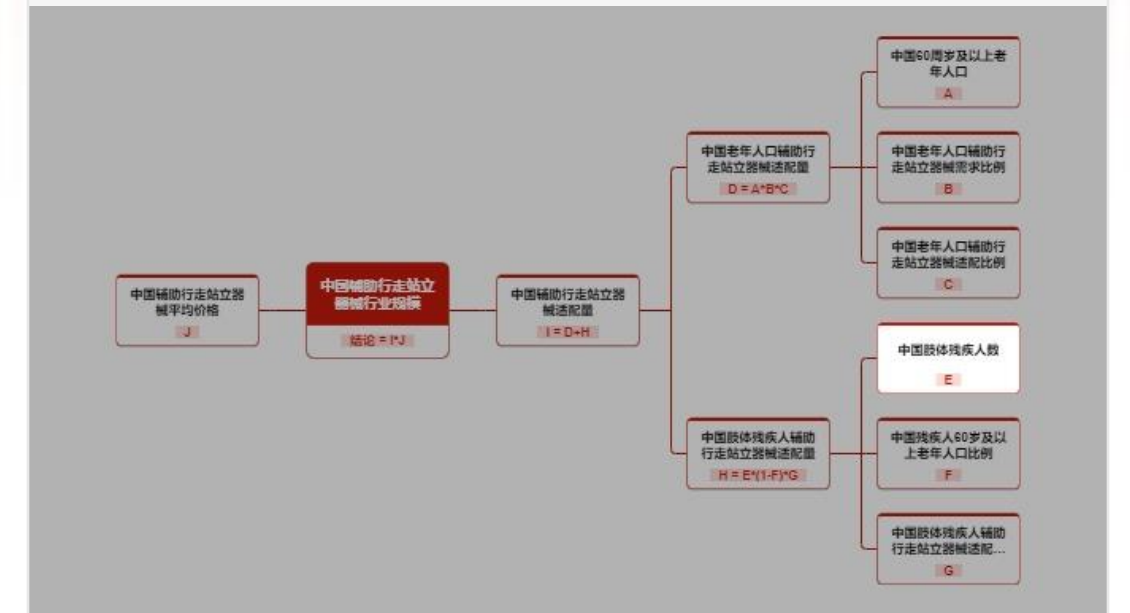 中国60周岁及以上老
年人口
A
中国老年人口辅助行
走站立器械适配量
D = A*B*C
中国老年人口辅助行
走站立器械需求比例
B
中国老年人口辅助行
走站立器械适配比例
C
中国辅助行走站立器
械平均价格
J
中国辅助行走站立
器械行业规模
结论 = I*J
中国辅助行走站立器
械适配量
I = D+H
中国肢体残疾人数
E
中国肢体残疾人辅助
行走站立器械适配量
H = E*(1-F)*G
中国残疾人60岁及以
上老年人口比例
F
中国肢体残疾人辅助
行走站立器械适配...
G